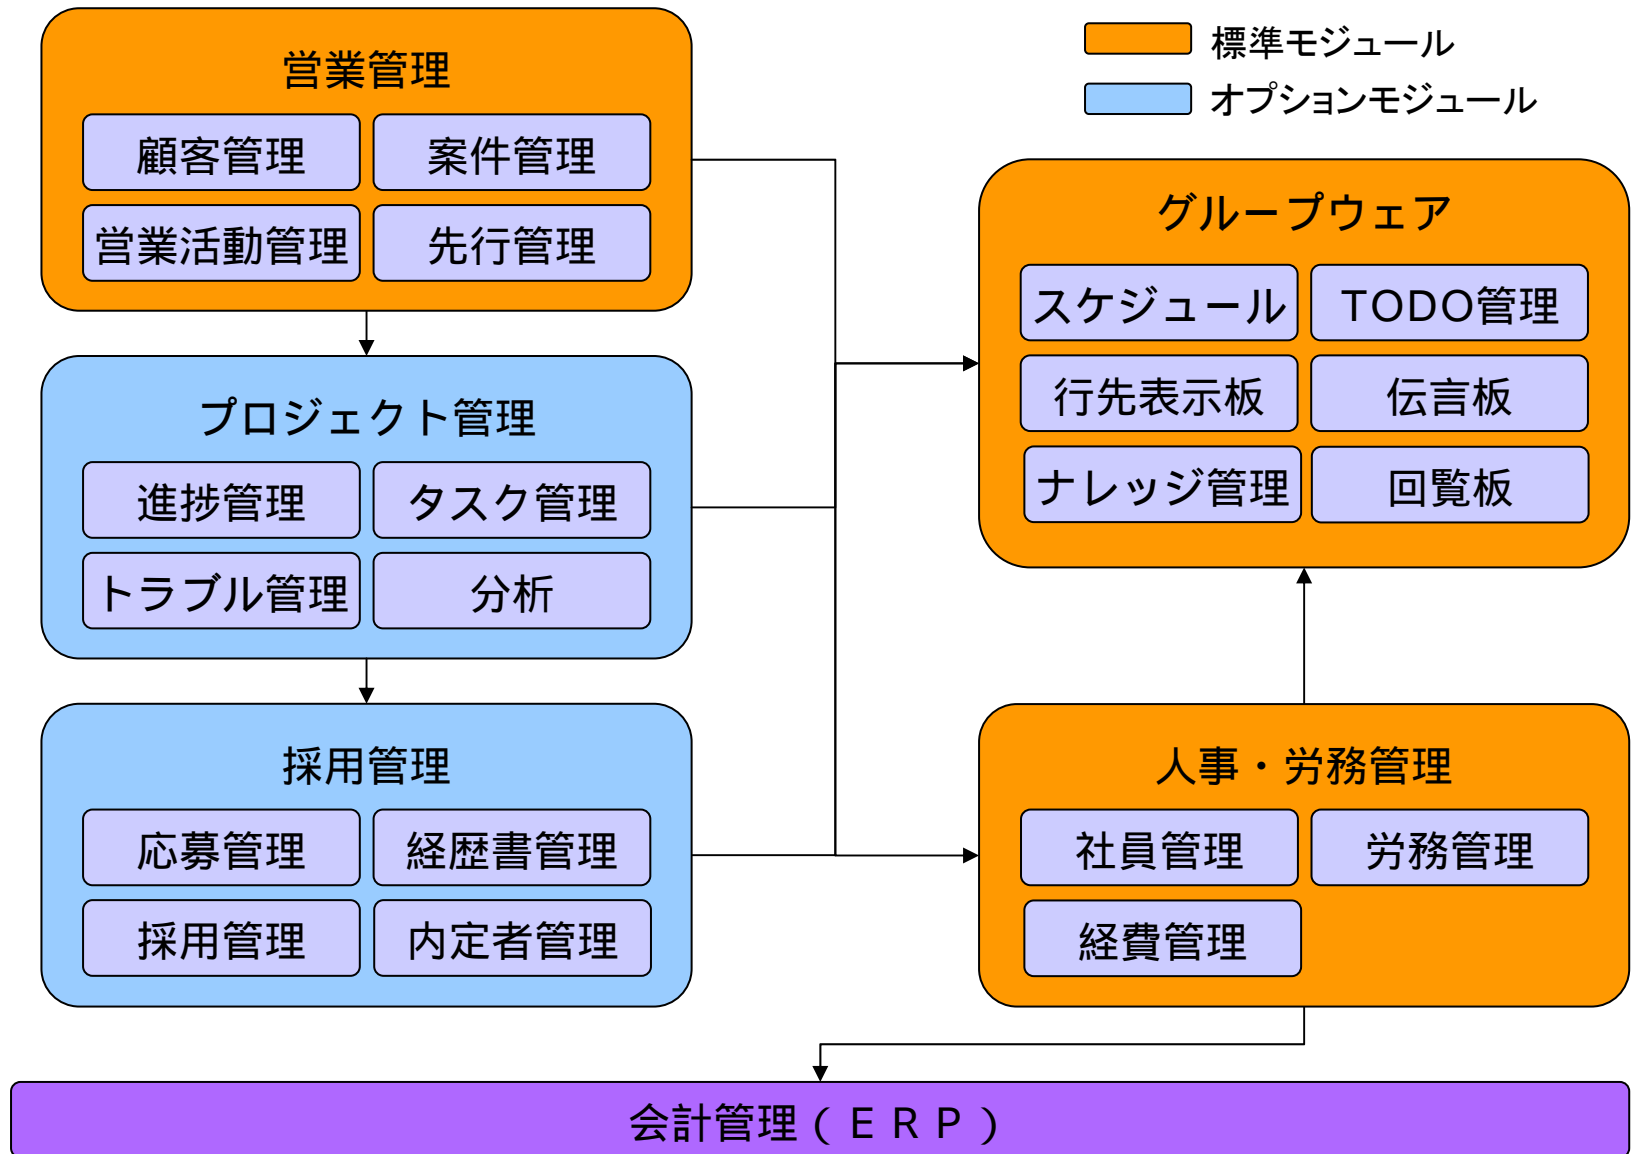 標準モジュール
オプションモジュール
営業管理
顧客管理
案件管理
営業活動管理
先行管理
プロジェクト管理
進捗管理
タスク管理
トラブル管理
分析
採用管理
応募管理
経歴書管理
採用管理
内定者管理
グループウェア
スケジュール
TODO管理
行先表示板
伝言板
ナレッジ管理
回覧板
人事・労務管理
社員管理
労務管理
経費管理
会計管理（ＥＲＰ）